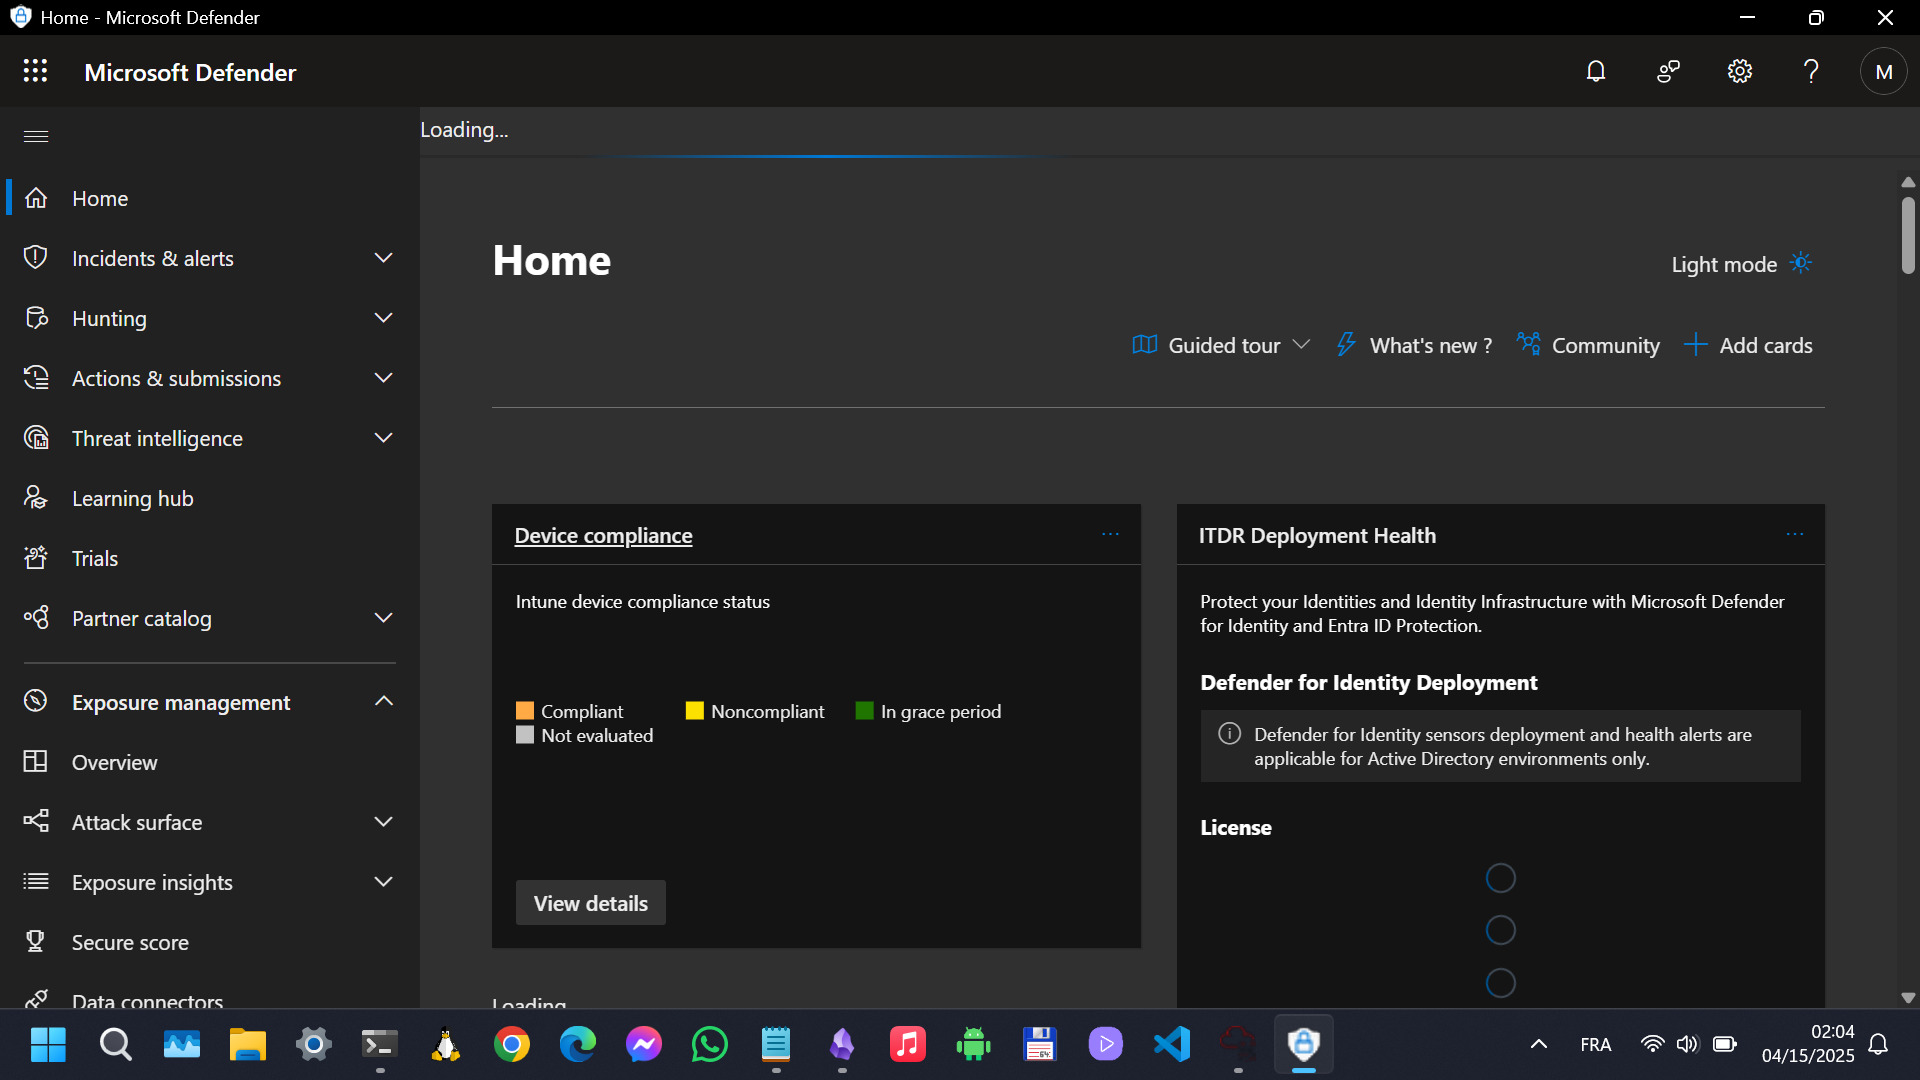 Home - Microsoft Defender
Microsoft Defender
M
Loading...
Home
Incidents & alerts
Hunting
Actions & submissions
Threat intelligence
Learning hub
Trials
Partner catalog
Exposure management
Overview
Attack surface
Exposure insights
Secure score
Data connectors
Home
Light mode
Guided tour
What's new ?
Community
Add cards
Device compliance
Intune device compliance status
Compliant
Noncompliant
In grace period
Not evaluated
View details
Loading
ITDR Deployment Health
Protect your Identities and Identity Infrastructure with Microsoft Defender
for Identity and Entra ID Protection.
Defender for Identity Deployment
Defender for Identity sensors deployment and health alerts are
applicable for Active Directory environments only.
License
64
FRA
02:04
04/15/2025